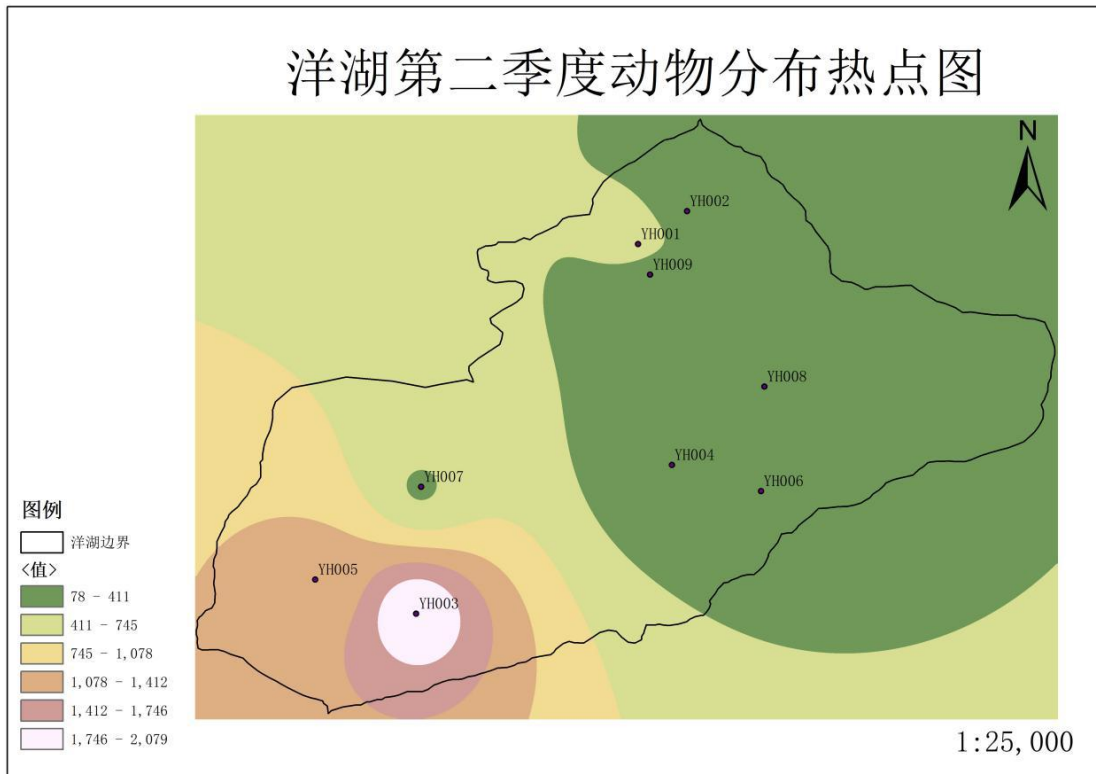 洋湖第二季度动物分布热点图
N
YH002
YH001
YH009
YH008
YH004
YH007
YH006
YH005
YH003
图例
洋湖边界
<值>
78 - 411
411 - 745
745 - 1,078
1,078 - 1,412
1,412 - 1,746
1,746 - 2,079
1:25,000